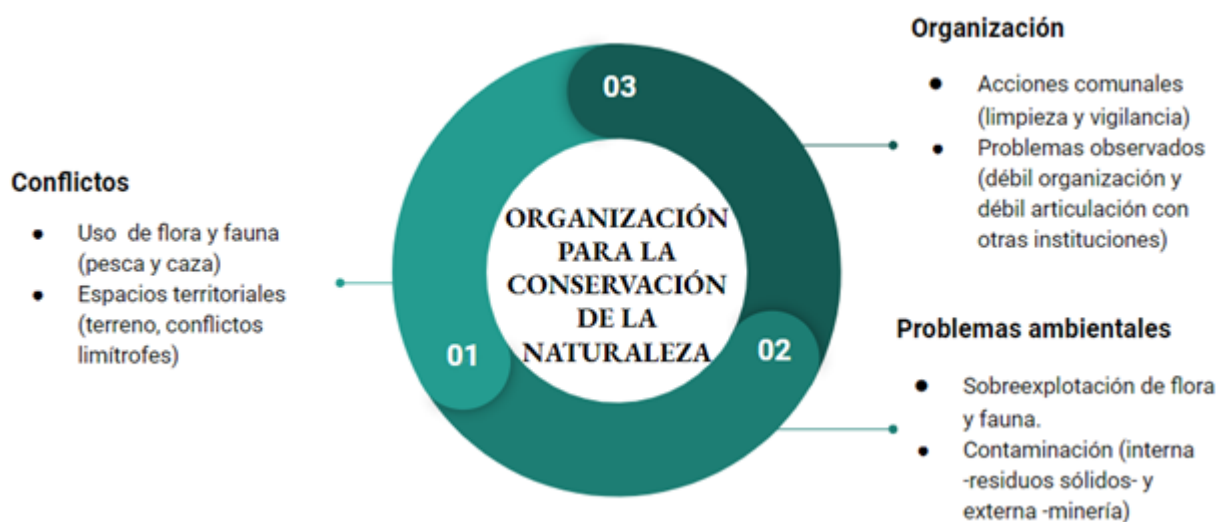 Organización
● Acciones comunales
(limpieza y vigilancia)
● Problemas observados
(débil organización y
débil articulación con
otras instituciones)
03
Conflictos
● Uso de flora y fauna
(pesca y caza)
● Espacios territoriales
(terreno, conflictos
limítrofes)
ORGANIZACIÓN
PARA LA
CONSERVACIÓN
DE LA
NATURALEZA
01
02
Problemas ambientales
● Sobreexplotación de flora
y fauna.
● Contaminación (interna
-residuos sólidos- y
externa -minería)